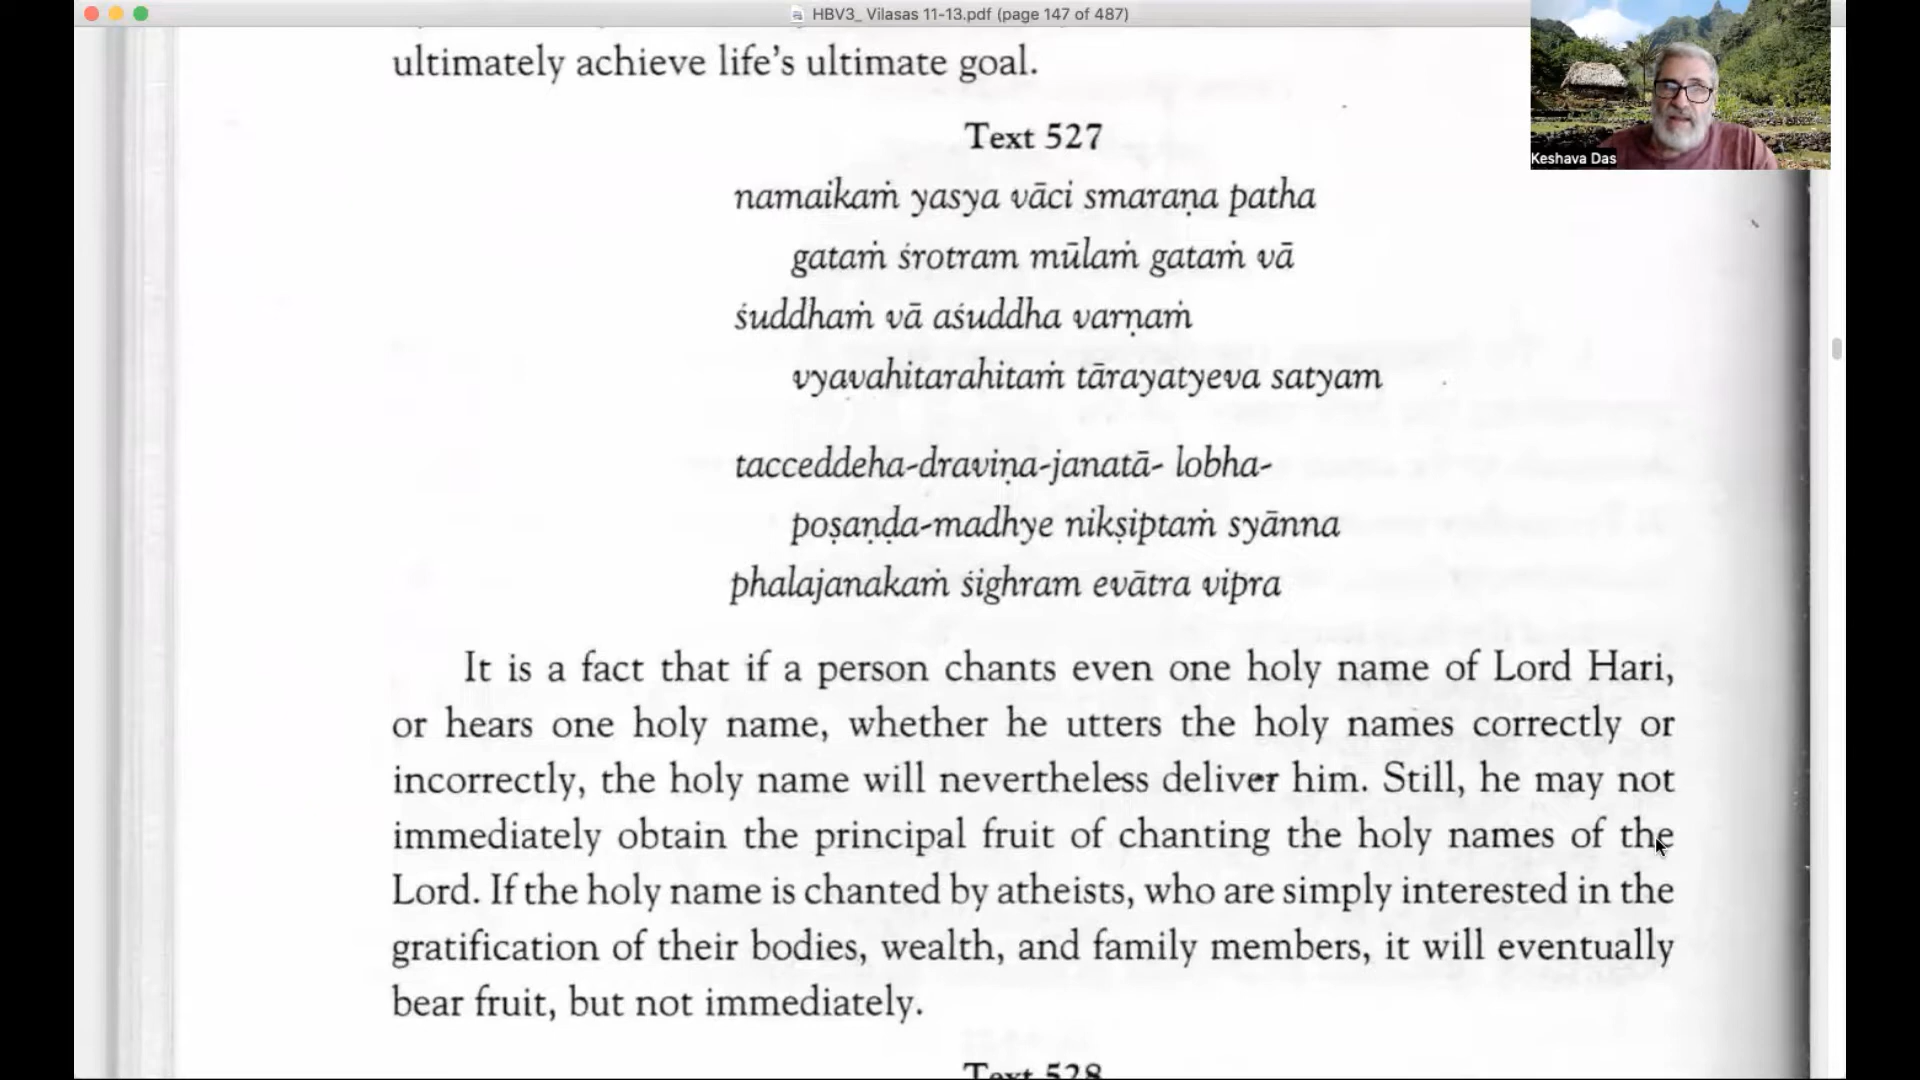 HBV3_ Vilasas 11-13.pdf (page 147 of 487)
ultimately achieve life's ultimate goal.
Keshava Das
Text 527
namaikaṁ yasya vāci smaraṇa patha
gataṁ śrotram mūlaṁ gataṁ vā
śuddhaṁ vā aśuddha varṇaṁ
vyavahitarahitaṁ tārayatyeva satyam
tacceddeha-draviṇa-janatā- lobha-
poṣaṇḍa-madhye nikṣiptaṁ syānna
phalajanakaṁ śighram evātra vipra
It is a fact that if a person chants even one holy name of Lord Hari,
or hears one holy name, whether he utters the holy names correctly or
incorrectly, the holy name will nevertheless deliver him. Still, he may not
immediately obtain the principal fruit of chanting the holy names of the
Lord. If the holy name is chanted by atheists, who are simply interested in the
gratification of their bodies, wealth, and family members, it will eventually
bear fruit, but not immediately.
Text 528